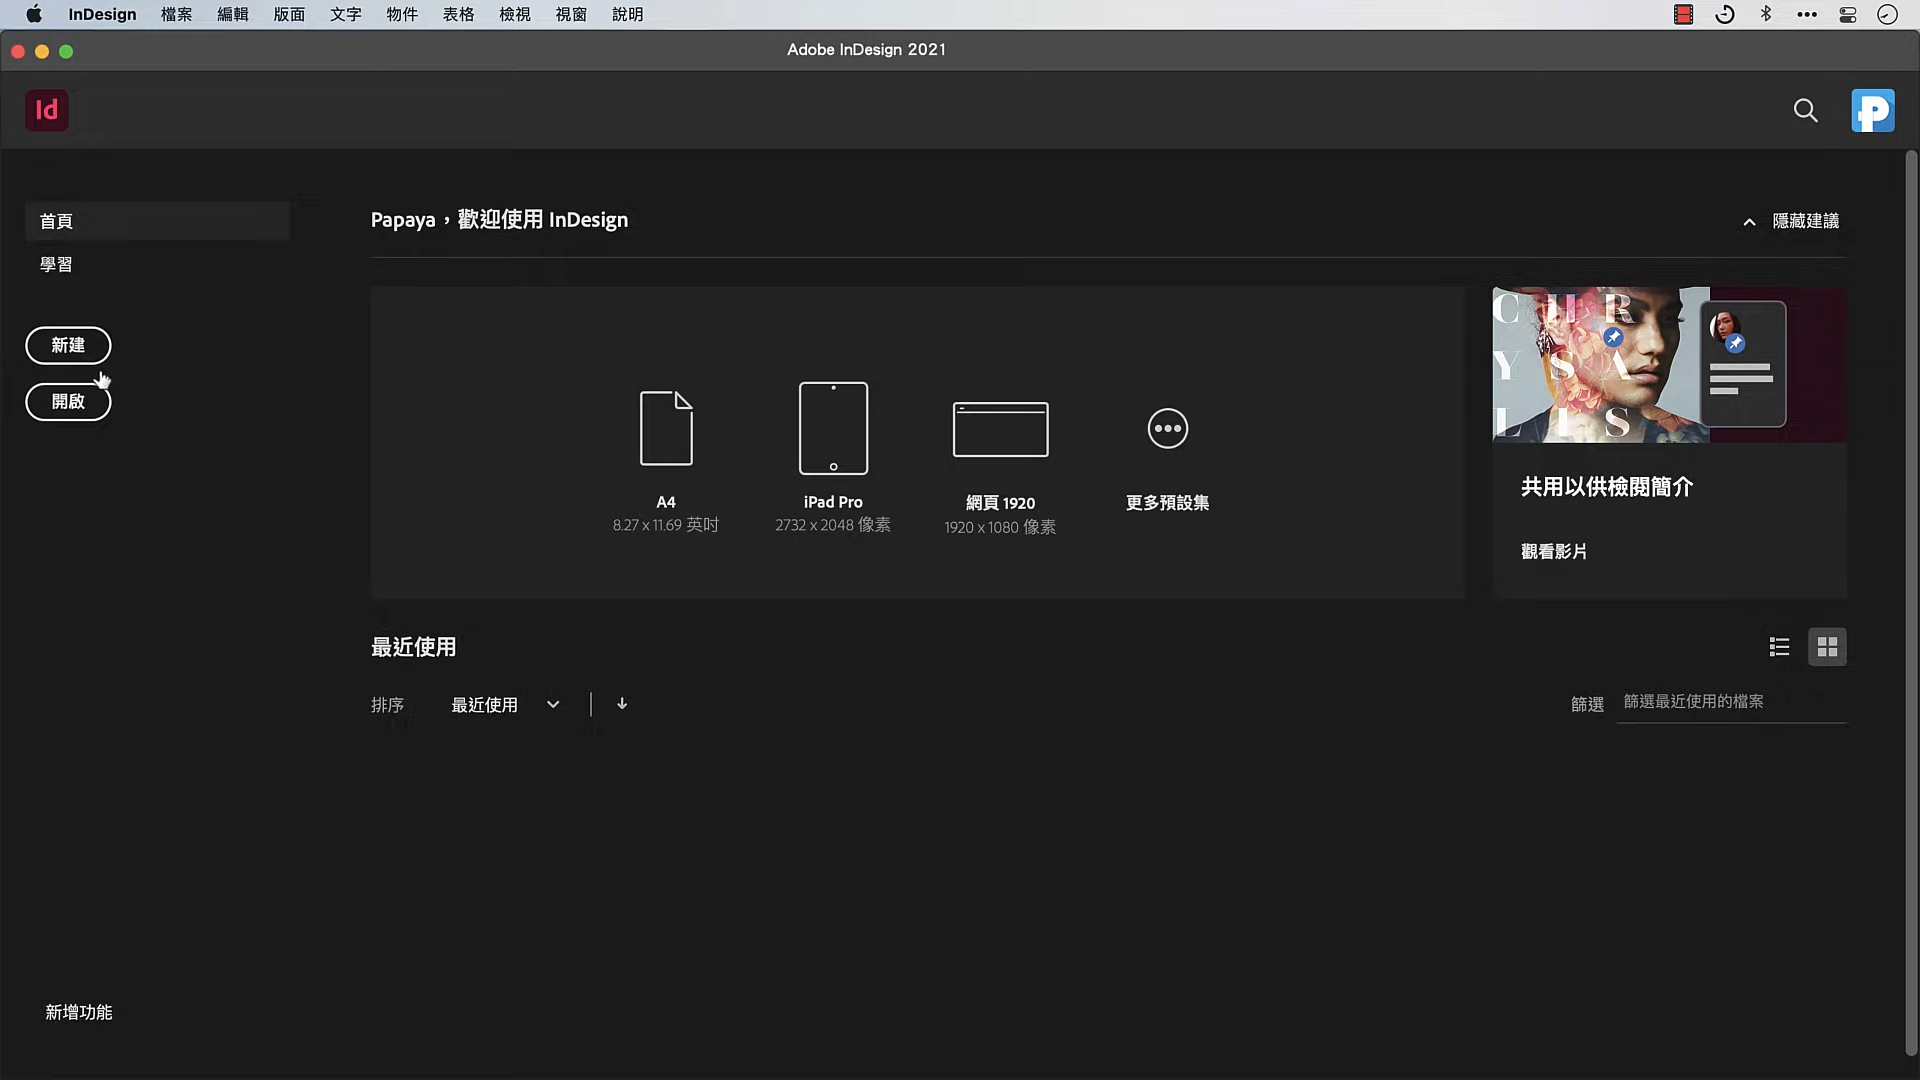 InDesign 檔案 編輯 版面 文字 物件 表格 檢視 視窗 說明
Adobe InDesign 2021
Id
首頁
學習
新建
開啟
Papaya，歡迎使用 InDesign
隱藏建議
A4
8.27 x 11.69 英吋
iPad Pro
2732 x 2048 像素
網頁 1920
1920 x 1080 像素
更多預設集
C H R
Y S A
L I S
共用以供檢閱簡介
觀看影片
最近使用
排序 最近使用
篩選 篩選最近使用的檔案
新增功能